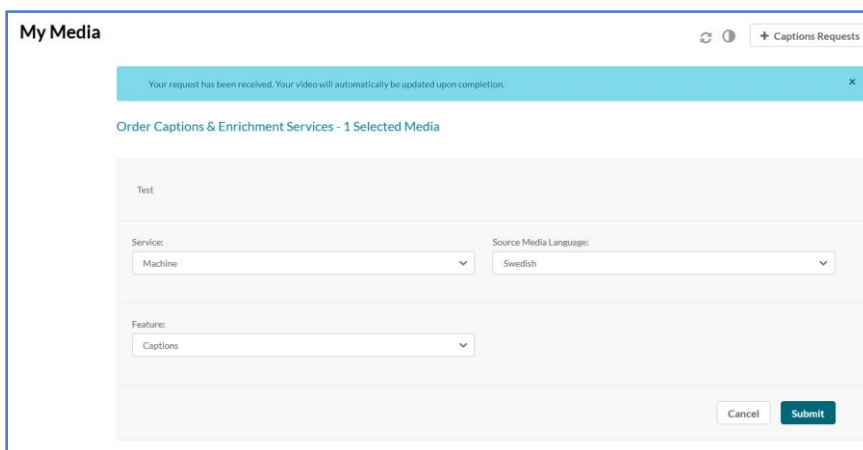 My Media
+ Captions Requests
Your request has been received. Your video will automatically be updated upon completion.
×
Order Captions & Enrichment Services - 1 Selected Media
Test
Service:
Source Media Language:
Machine
Swedish
Feature:
Captions
Cancel
Submit